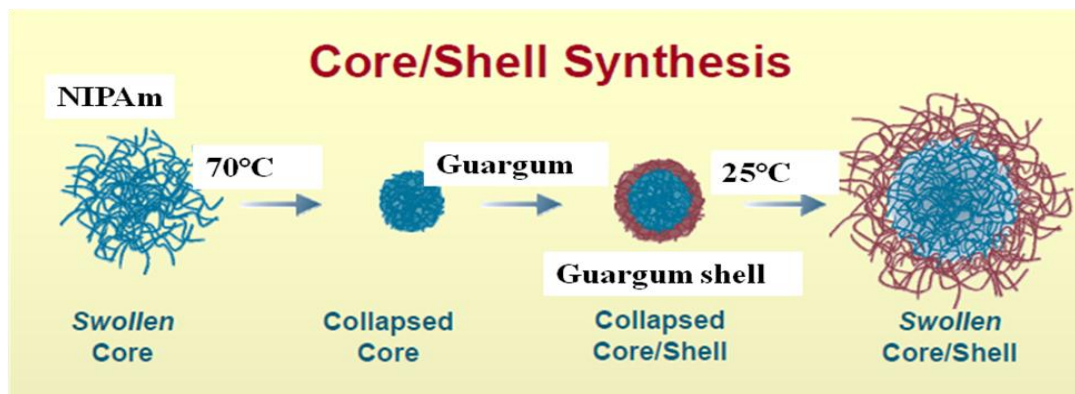 Core/Shell Synthesis
NIPAm
70°C
Guargum
25°C
Guargum shell
Swollen
Core
Collapsed
Core
Collapsed
Core/Shell
Swollen
Core/Shell